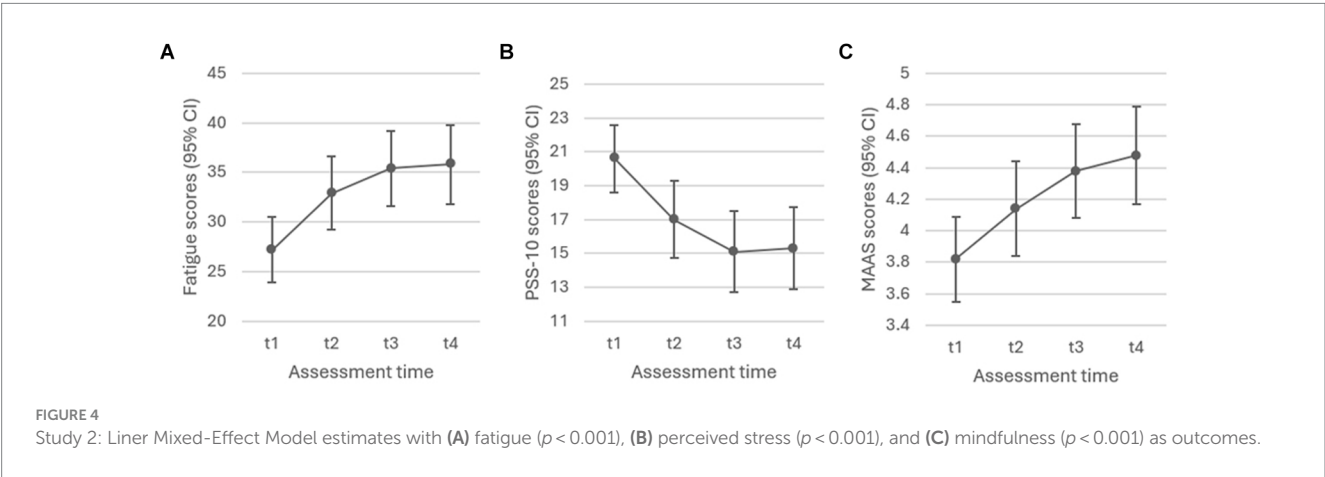 A
Fatigue scores (95% CI)
45
40
35
30
25
20
t1 t2 t3 t4
Assessment time
B
PSS-10 scores (95% CI)
25
23
21
19
17
15
13
11
t1 t2 t3 t4
Assessment time
C
MAAS scores (95% CI)
5
4.8
4.6
4.4
4.2
4
3.8
3.6
3.4
t1 t2 t3 t4
Assessment time
FIGURE 4
Study 2: Liner Mixed-Effect Model estimates with (A) fatigue (p < 0.001), (B) perceived stress (p < 0.001), and (C) mindfulness (p < 0.001) as outcomes.